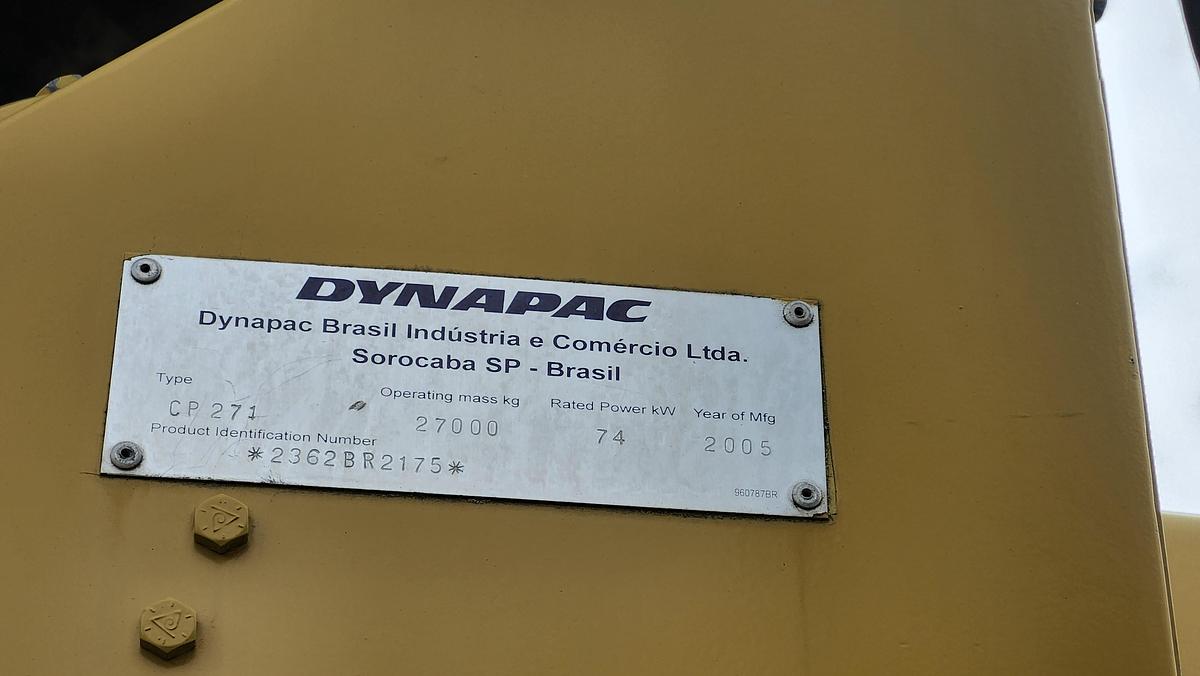 DYNAPAC
Dynapac Brasil Indústria e Comércio Ltda.
Sorocaba SP - Brasil
Type Operating mass kg Rated Power kW Year of Mfg
CP 271 27000 74 2005
Product Identification Number
*2362BR2175*
960787BR